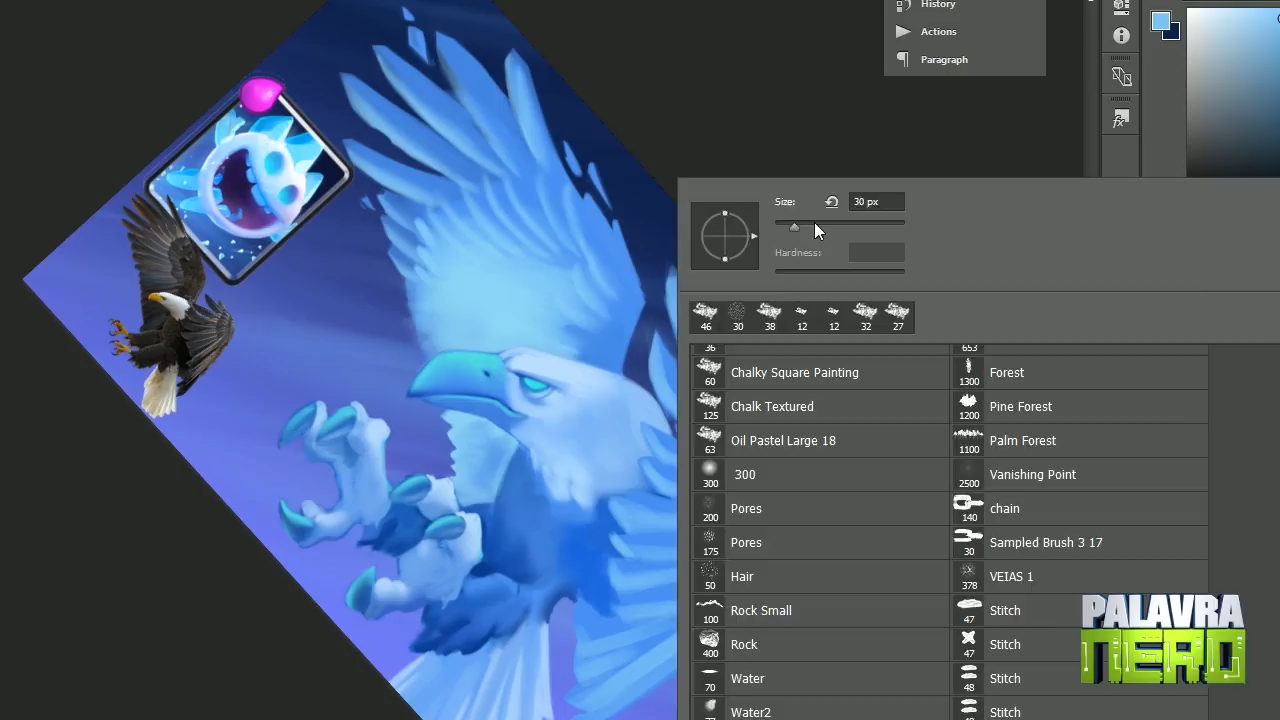 History
Actions
Paragraph
Size:
30 px
Hardness:
46 30 38 12 12 32 27
36
653
60 Chalky Square Painting
1300 Forest
125 Chalk Textured
1200 Pine Forest
63 Oil Pastel Large 18
1100 Palm Forest
300 300
2500 Vanishing Point
200 Pores
140 chain
175 Pores
30 Sampled Brush 3 17
50 Hair
378 VEIAS 1
100 Rock Small
47 Stitch
400 Rock
47 Stitch
70 Water
48 Stitch
Water2
Stitch
PALAVRA
NERD